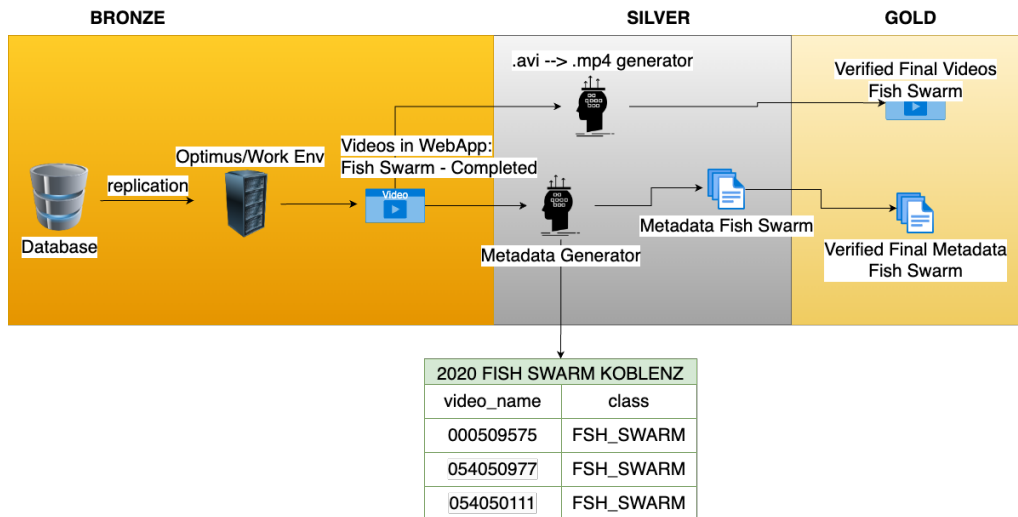 BRONZE
SILVER
GOLD
.avi --> .mp4 generator
Verified Final Videos
Fish Swarm
Optimus/Work Env
Videos in WebApp:
Fish Swarm - Completed
replication
Video
Database
Metadata Generator
Metadata Fish Swarm
Verified Final Metadata
Fish Swarm
2020 FISH SWARM KOBLENZ
video_name class
000509575 FSH_SWARM
054050977 FSH_SWARM
054050111 FSH_SWARM